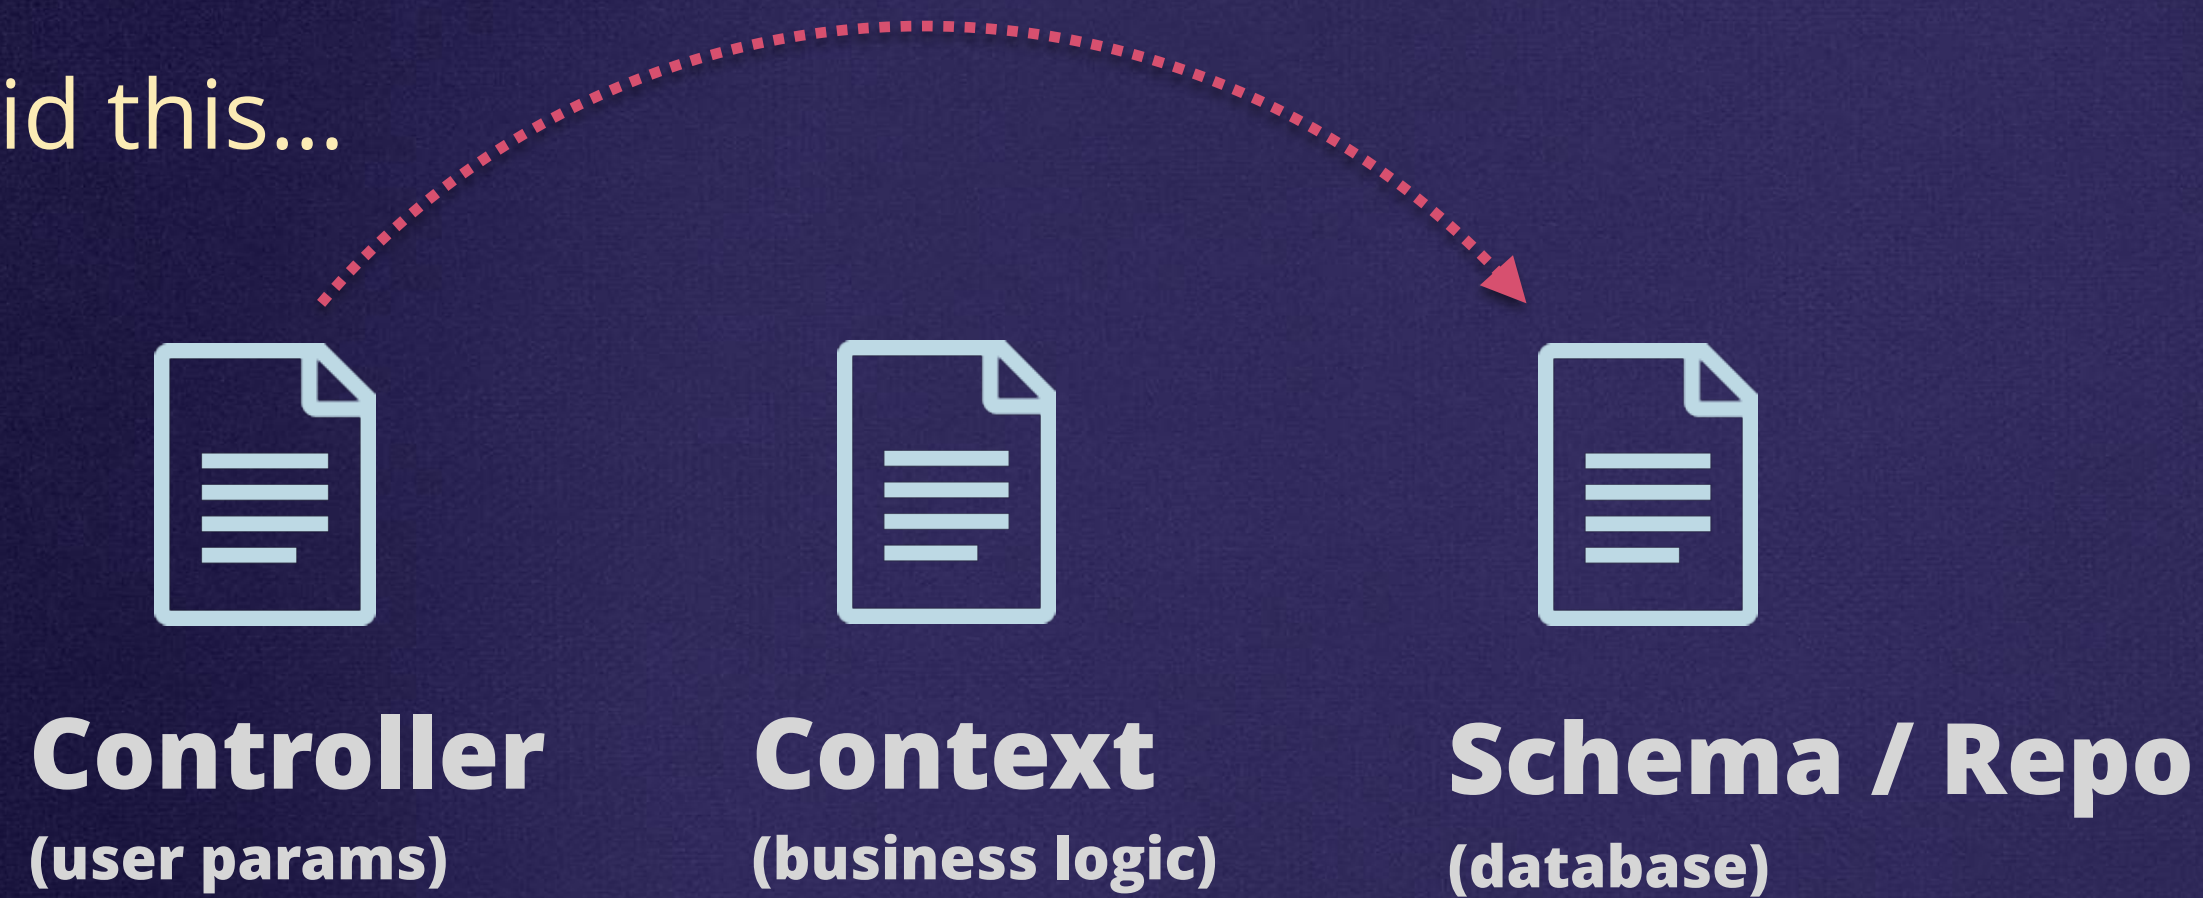 id this...
Controller
(user params)
Context
(business logic)
Schema / Repo
(database)